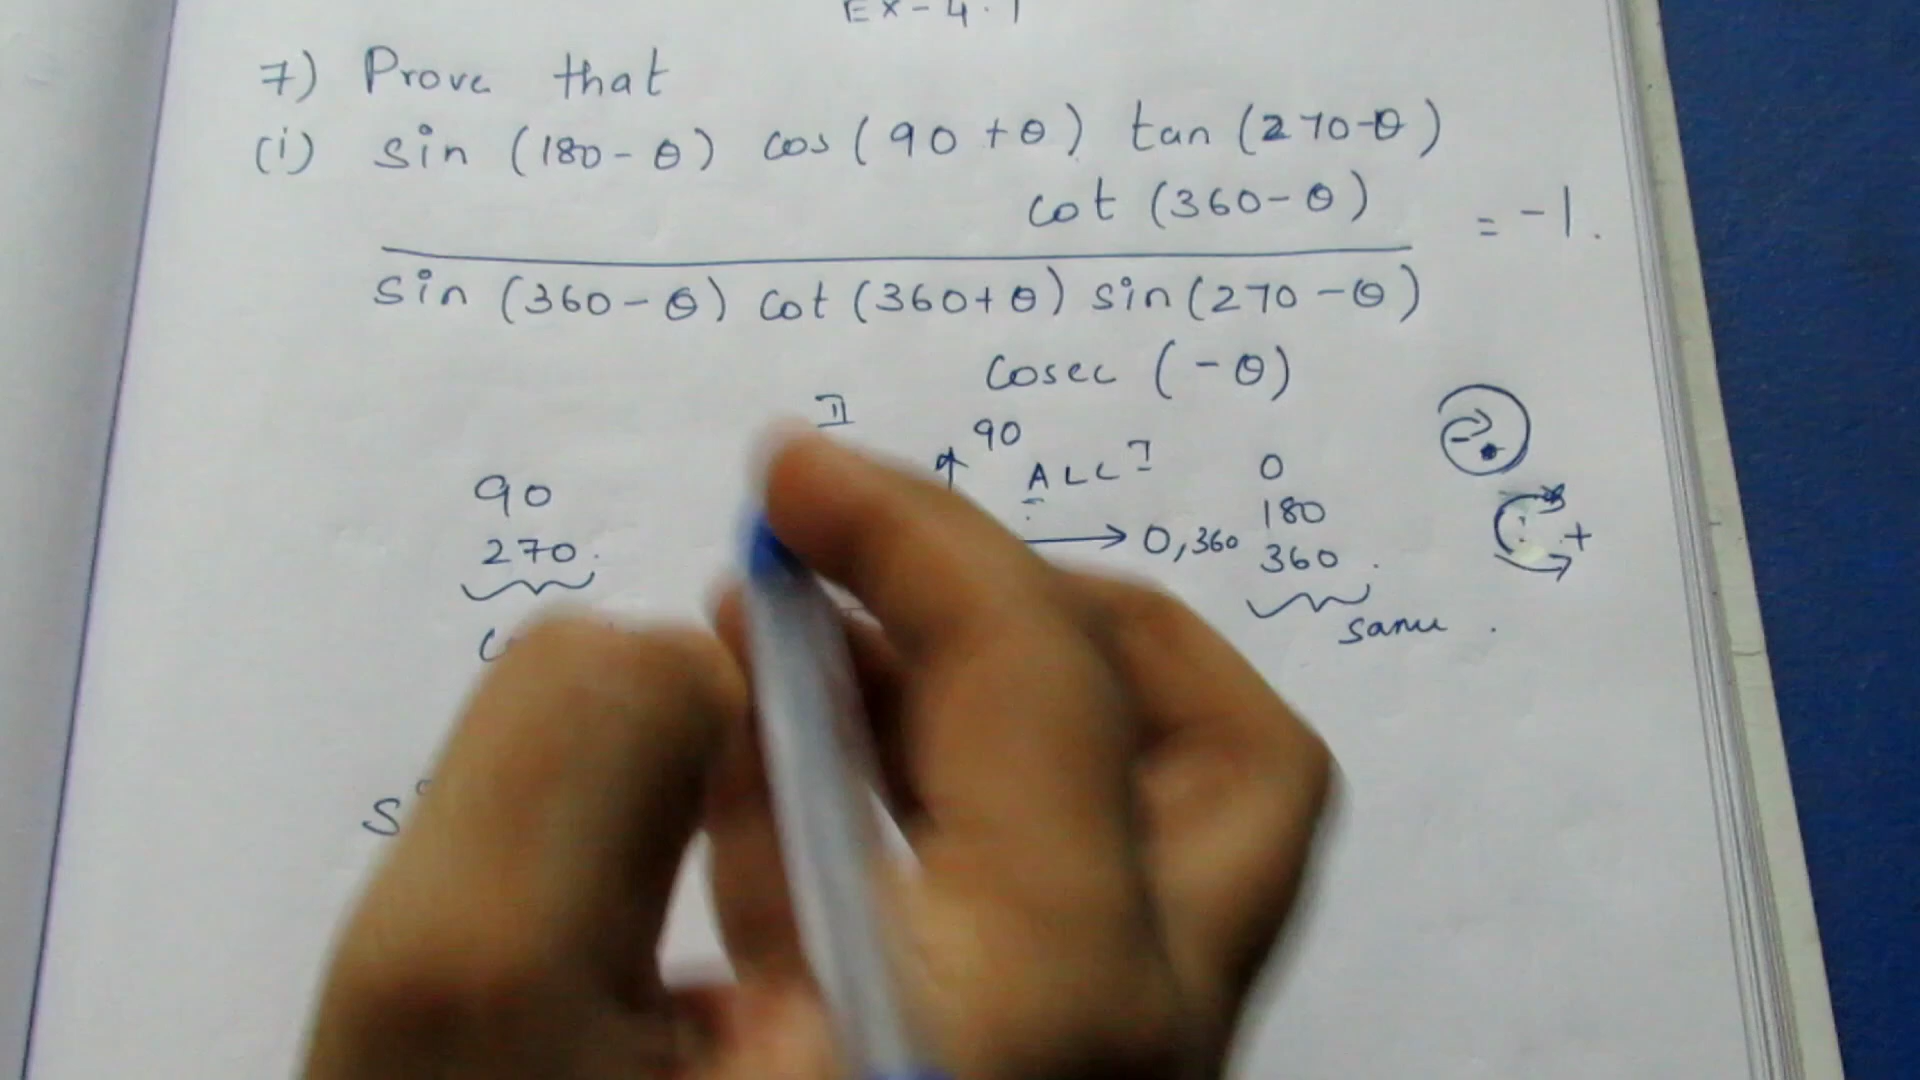 Ex-4.1
7) Prove that
(i) sin (180-θ) cos(90+θ) tan(270-θ)
cot (360-θ)
= -1.
sin (360-θ) cot(360+θ) sin(270-θ)
cosec (-θ)
II
90
ALL I
0
90
180
270.
0,360
360.
same.